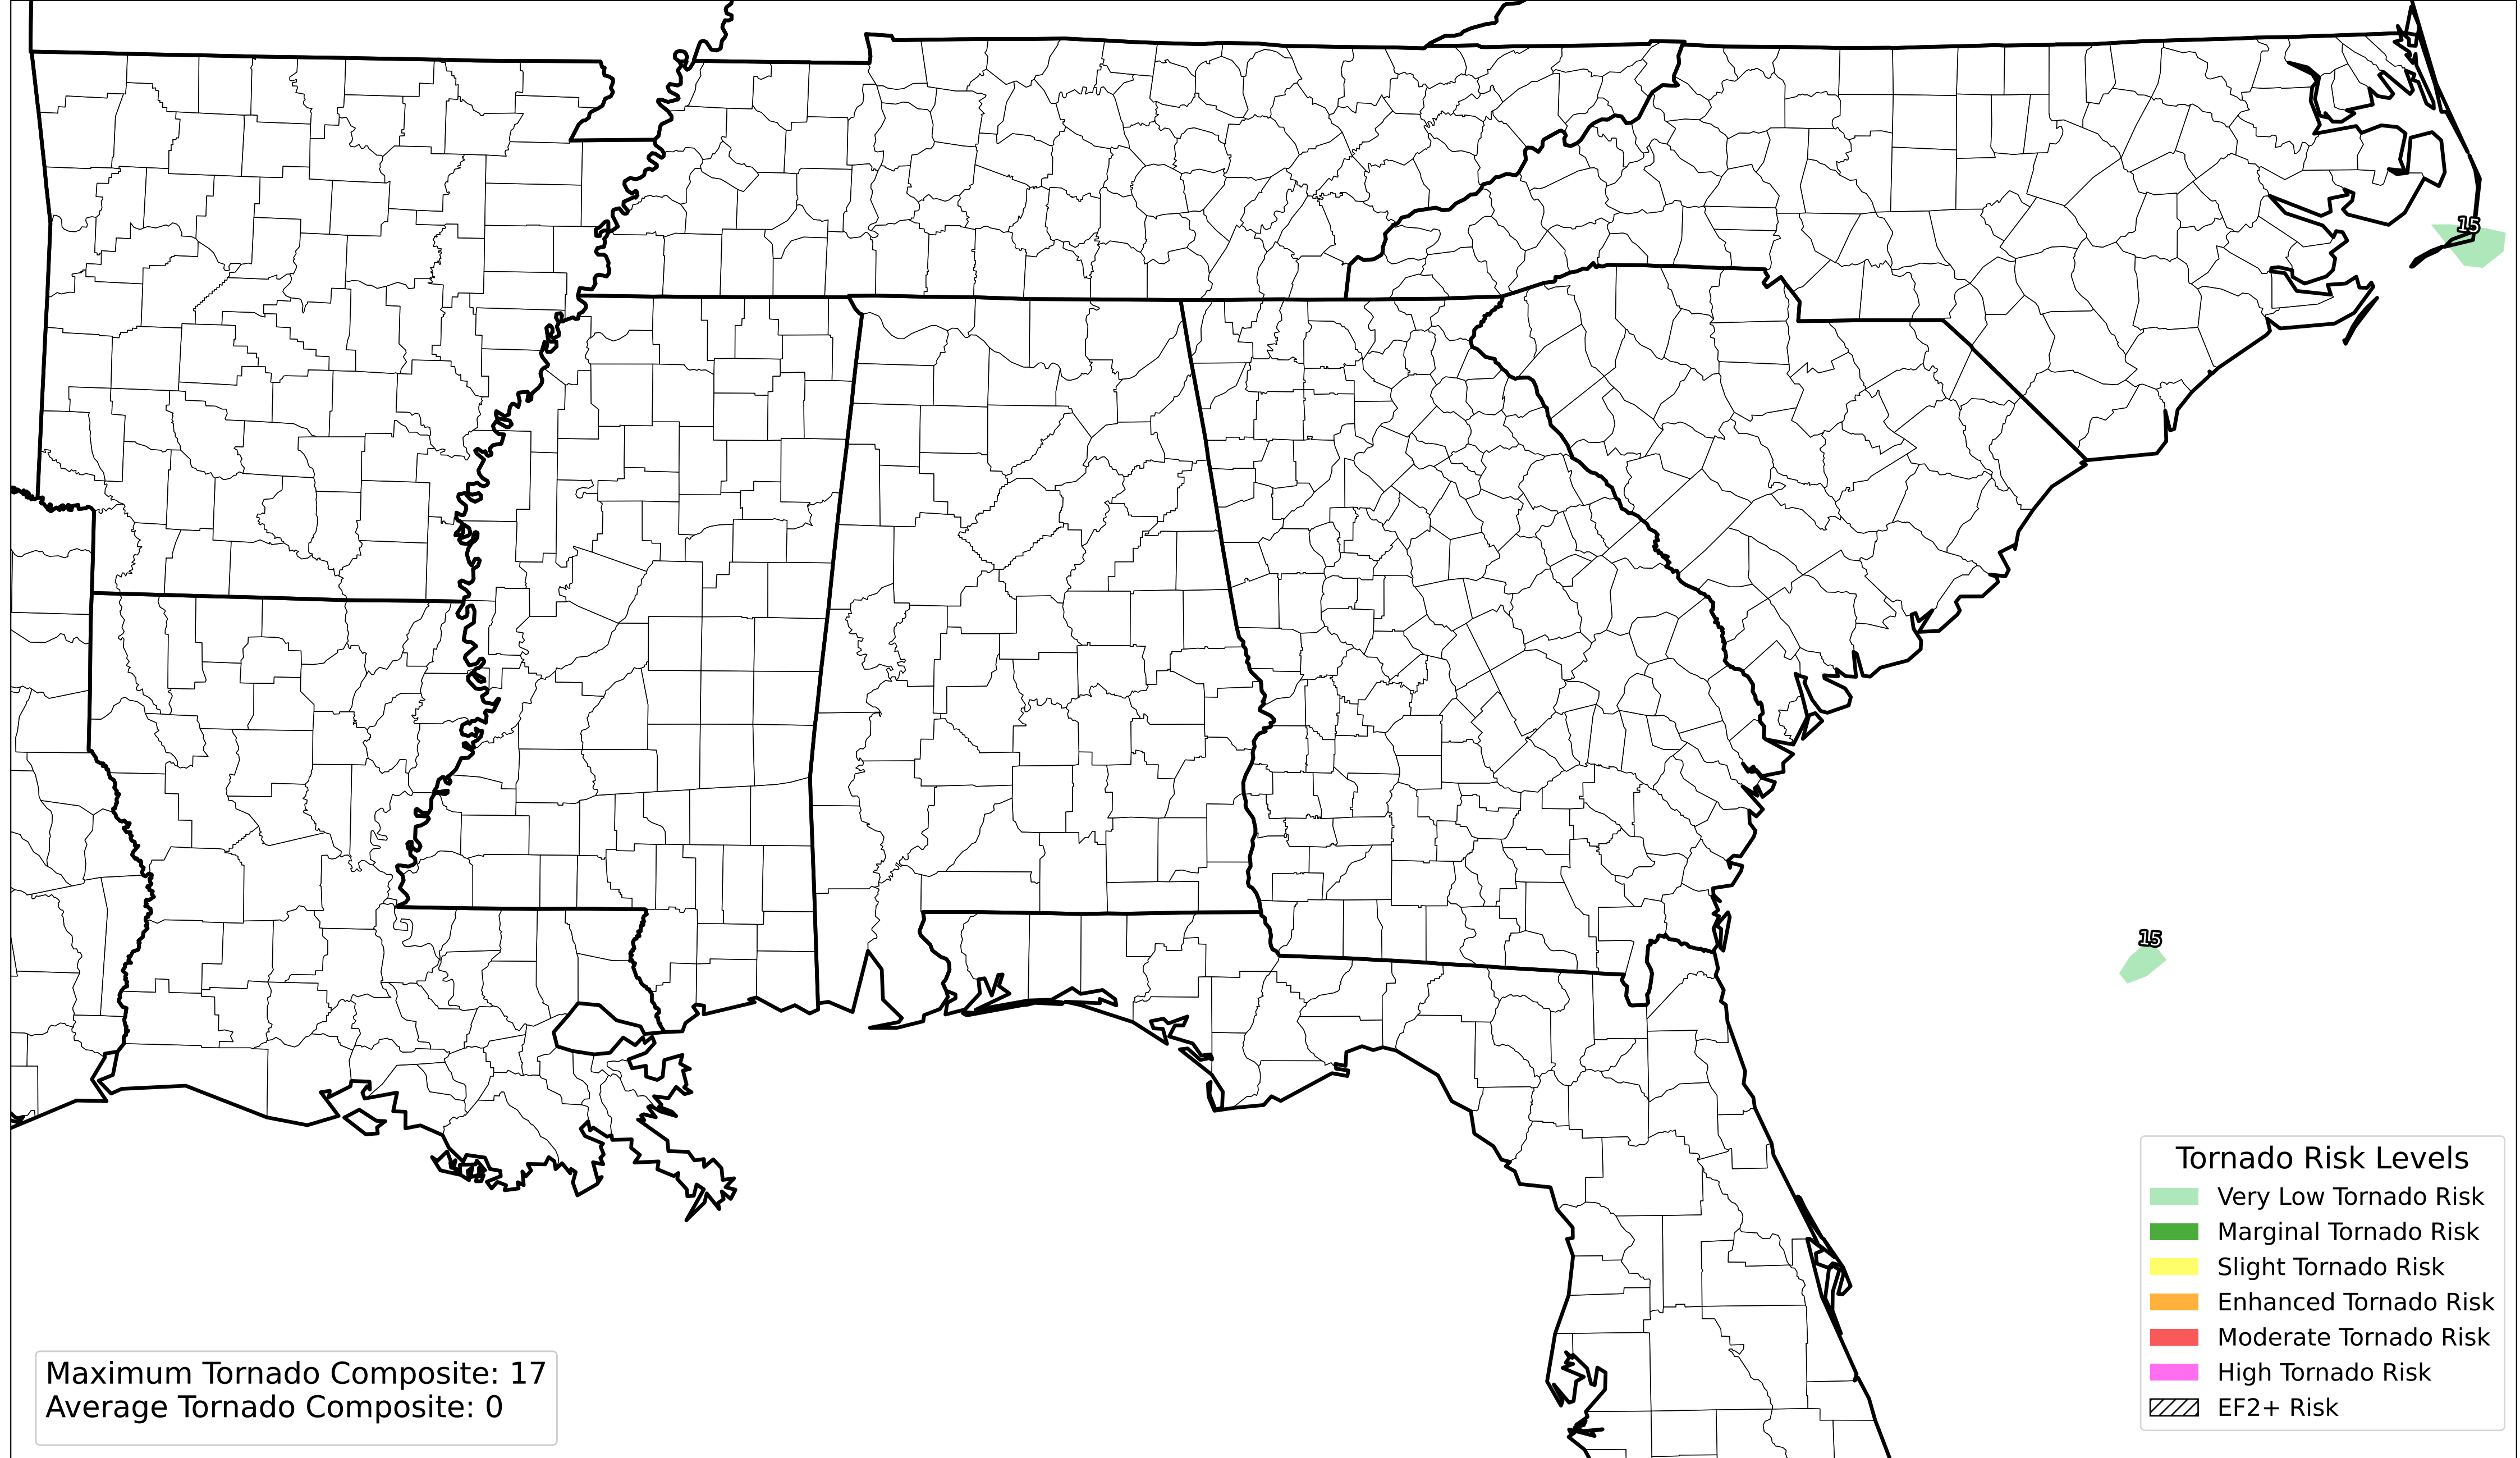 15
15
Tornado Risk Levels
Very Low Tornado Risk
Marginal Tornado Risk
Slight Tornado Risk
Enhanced Tornado Risk
Moderate Tornado Risk
High Tornado Risk
EF2+ Risk
Maximum Tornado Composite: 17
Average Tornado Composite: 0